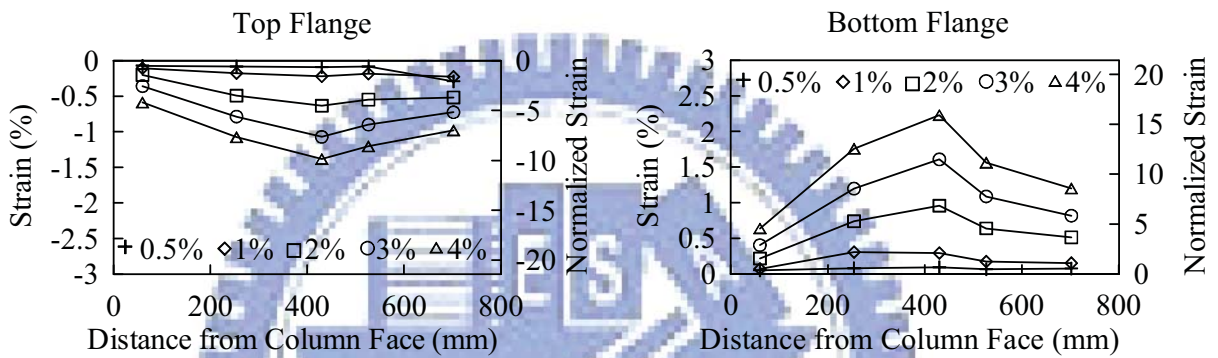 Top Flange
0
-0.5
-1
-1.5
-2
-2.5
-3
Strain (%)
0
-5
-10
-15
-20
Normalized Strain
0.5% 1% 2% 3% 4%
0 200 400 600 800
Distance from Column Face (mm)
Bottom Flange
3
2.5
2
1.5
1
0.5
0
Strain (%)
20
15
10
5
0
Normalized Strain
0.5% 1% 2% 3% 4%
0 200 400 600 800
Distance from Column Face (mm)
ES